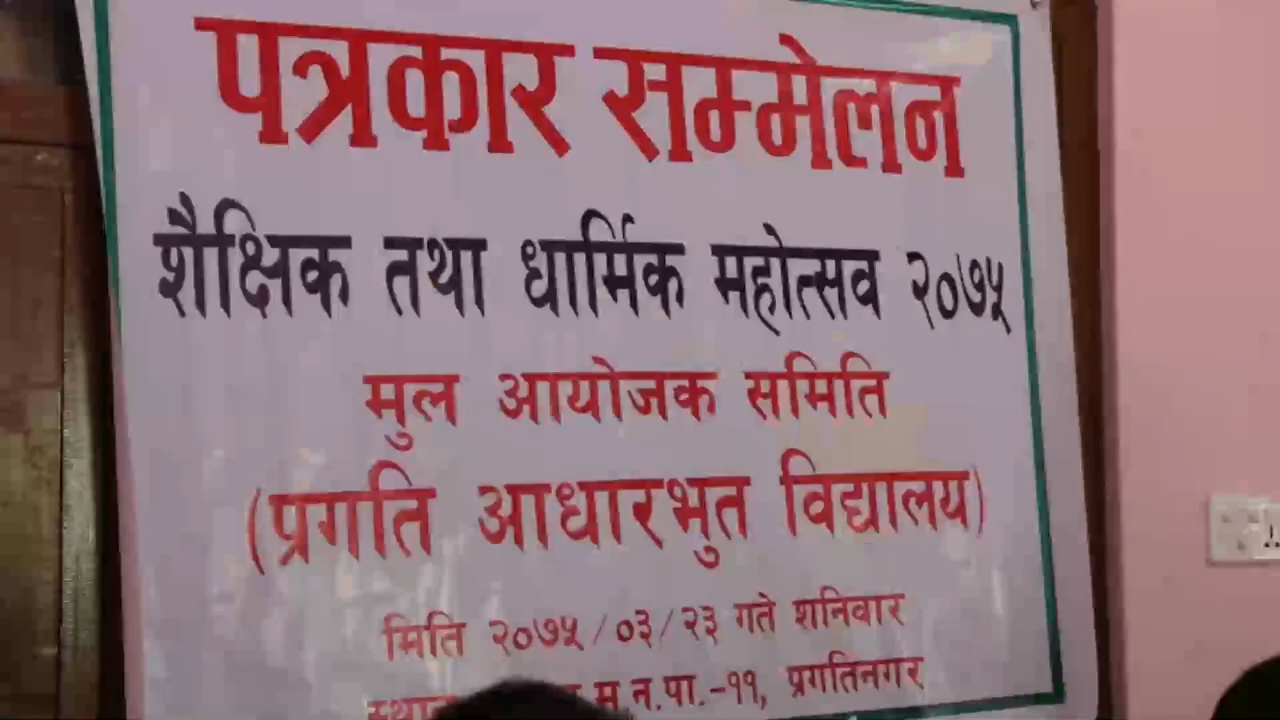 पत्रकार सम्मेलन
शैक्षिक तथा धार्मिक महोत्सव २०७५
मुल आयोजक समिति
(प्रगति आधारभुत विद्यालय)
मिति २०७५/०३/२३ गते शनिवार
स्थान म.न.पा.-११, प्रगतिनगर